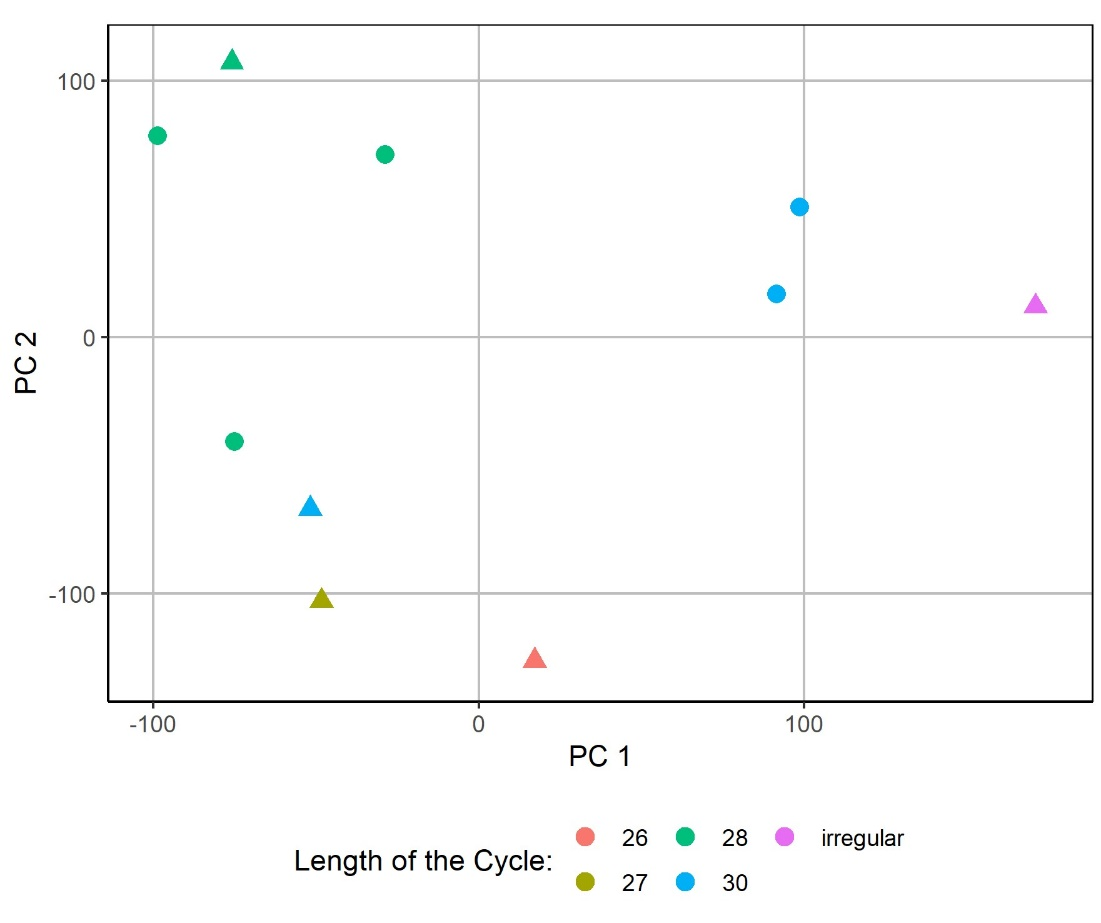 100
0
-100
PC 2
-100 0 100
PC 1
Length of the Cycle:
26 28 irregular
27 30